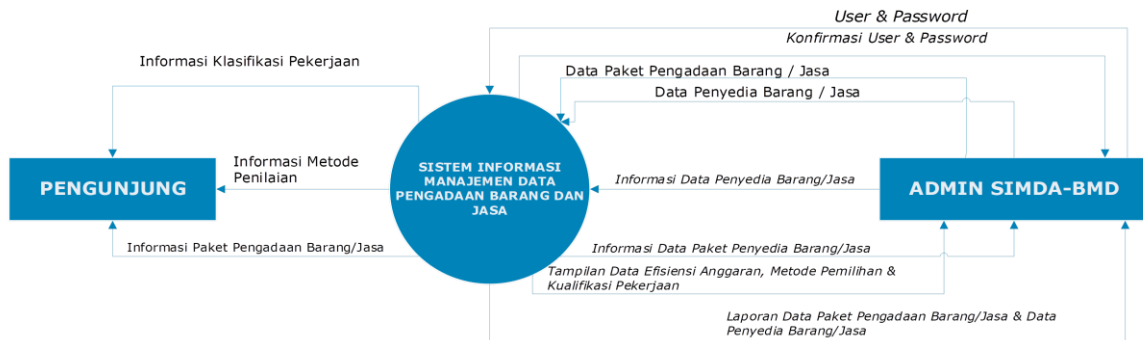 User & Password
Konfirmasi User & Password
Informasi Klasifikasi Pekerjaan
Data Paket Pengadaan Barang / Jasa
Data Penyedia Barang / Jasa
PENGUNJUNG
Informasi Metode
Penilaian
SISTEM INFORMASI
MANAJEMEN DATA
PENGADAAN BARANG DAN
JASA
Informasi Data Penyedia Barang/Jasa
ADMIN SIMDA-BMD
Informasi Paket Pengadaan Barang/Jasa
Informasi Data Paket Penyedia Barang/Jasa
Tampilan Data Efisiensi Anggaran, Metode Pemilihan &
Kualifikasi Pekerjaan
Laporan Data Paket Pengadaan Barang/Jasa & Data
Penyedia Barang/Jasa